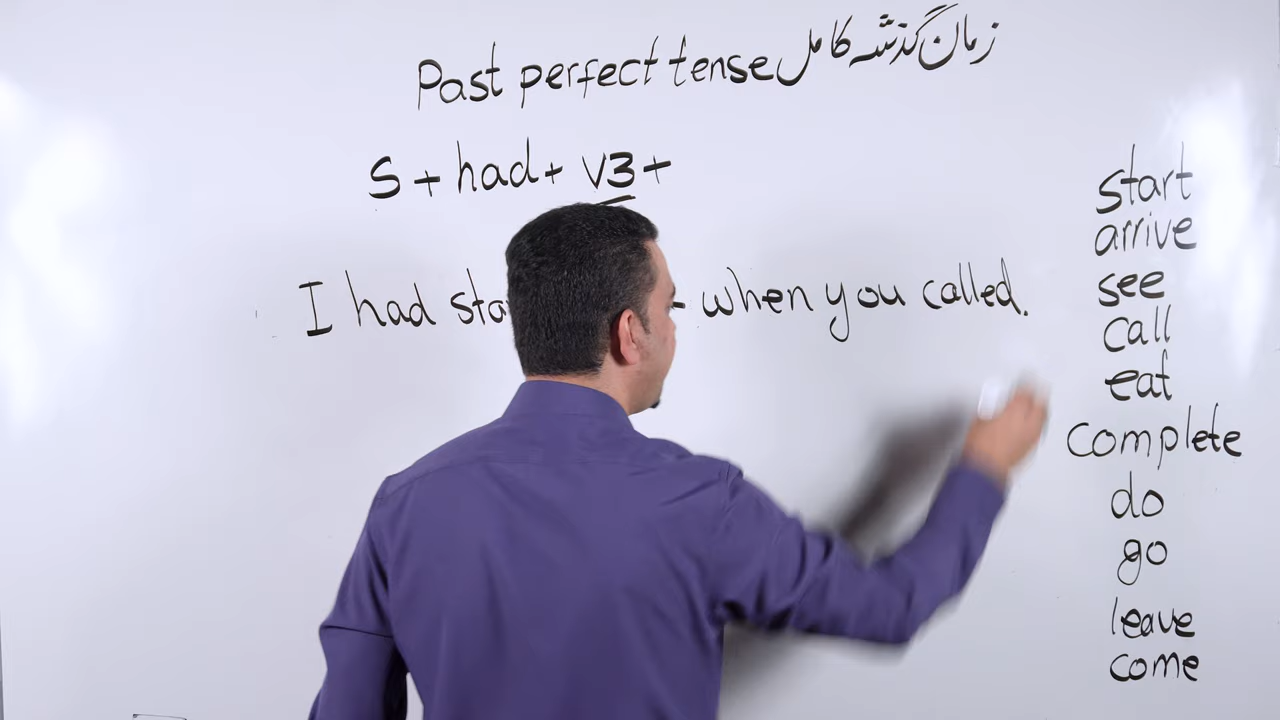 Past perfect tense زمان گذشته کامل
S + had + V3 +
I had when you called.
start
arrive
see
call
eat
complete
do
go
leave
come